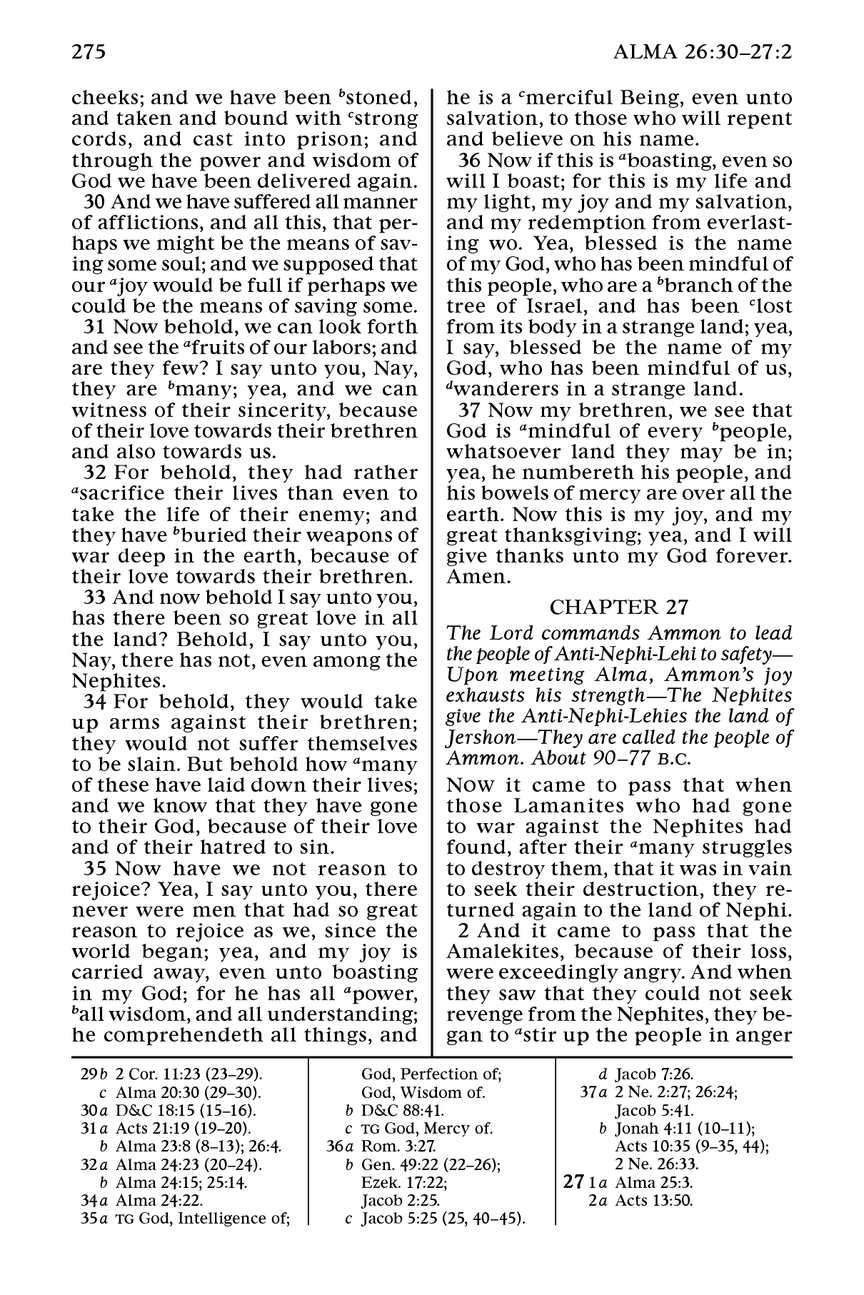 275
ALMA 26:30–27:2
cheeks; and we have been bstoned,
and taken and bound with cstrong
cords, and cast into prison; and
through the power and wisdom of
God we have been delivered again.
30 And we have suffered all manner
of afflictions, and all this, that per-
haps we might be the means of sav-
ing some soul; and we supposed that
our ajoy would be full if perhaps we
could be the means of saving some.
31 Now behold, we can look forth
and see the afruits of our labors; and
are they few? I say unto you, Nay,
they are bmany; yea, and we can
witness of their sincerity, because
of their love towards their brethren
and also towards us.
32 For behold, they had rather
asacrifice their lives than even to
take the life of their enemy; and
they have bburied their weapons of
war deep in the earth, because of
their love towards their brethren.
33 And now behold I say unto you,
has there been so great love in all
the land? Behold, I say unto you,
Nay, there has not, even among the
Nephites.
34 For behold, they would take
up arms against their brethren;
they would not suffer themselves
to be slain. But behold how amany
of these have laid down their lives;
and we know that they have gone
to their God, because of their love
and of their hatred to sin.
35 Now have we not reason to
rejoice? Yea, I say unto you, there
never were men that had so great
reason to rejoice as we, since the
world began; yea, and my joy is
carried away, even unto boasting
in my God; for he has all apower,
ball wisdom, and all understanding;
he comprehendeth all things, and
he is a cmerciful Being, even unto
salvation, to those who will repent
and believe on his name.
36 Now if this is aboasting, even so
will I boast; for this is my life and
my light, my joy and my salvation,
and my redemption from everlast-
ing wo. Yea, blessed is the name
of my God, who has been mindful of
this people, who are a bbranch of the
tree of Israel, and has been clost
from its body in a strange land; yea,
I say, blessed be the name of my
God, who has been mindful of us,
dwanderers in a strange land.
37 Now my brethren, we see that
God is amindful of every bpeople,
whatsoever land they may be in;
yea, he numbereth his people, and
his bowels of mercy are over all the
earth. Now this is my joy, and my
great thanksgiving; yea, and I will
give thanks unto my God forever.
Amen.
CHAPTER 27
The Lord commands Ammon to lead
the people of Anti-Nephi-Lehi to safety—
Upon meeting Alma, Ammon's joy
exhausts his strength—The Nephites
give the Anti-Nephi-Lehies the land of
Jershon—They are called the people of
Ammon. About 90–77 B.C.
Now it came to pass that when
those Lamanites who had gone
to war against the Nephites had
found, after their amany struggles
to destroy them, that it was in vain
to seek their destruction, they re-
turned again to the land of Nephi.
2 And it came to pass that the
Amalekites, because of their loss,
were exceedingly angry. And when
they saw that they could not seek
revenge from the Nephites, they be-
gan to astir up the people in anger
29b 2 Cor. 11:23 (23–29).
c Alma 20:30 (29–30).
30a D&C 18:15 (15–16).
31a Acts 21:19 (19–20).
b Alma 23:8 (8–13); 26:4.
32a Alma 24:23 (20–24).
b Alma 24:15; 25:14.
34a Alma 24:22.
35a TG God, Intelligence of;
God, Perfection of;
God, Wisdom of.
b D&C 88:41.
c TG God, Mercy of.
36a Rom. 3:27.
b Gen. 49:22 (22–26);
Ezek. 17:22;
Jacob 2:25.
c Jacob 5:25 (25, 40–45).
d Jacob 7:26.
37a 2 Ne. 2:27; 26:24;
Jacob 5:41.
b Jonah 4:11 (10–11);
Acts 10:35 (9–35, 44);
2 Ne. 26:33.
27 1a Alma 25:3.
2a Acts 13:50.